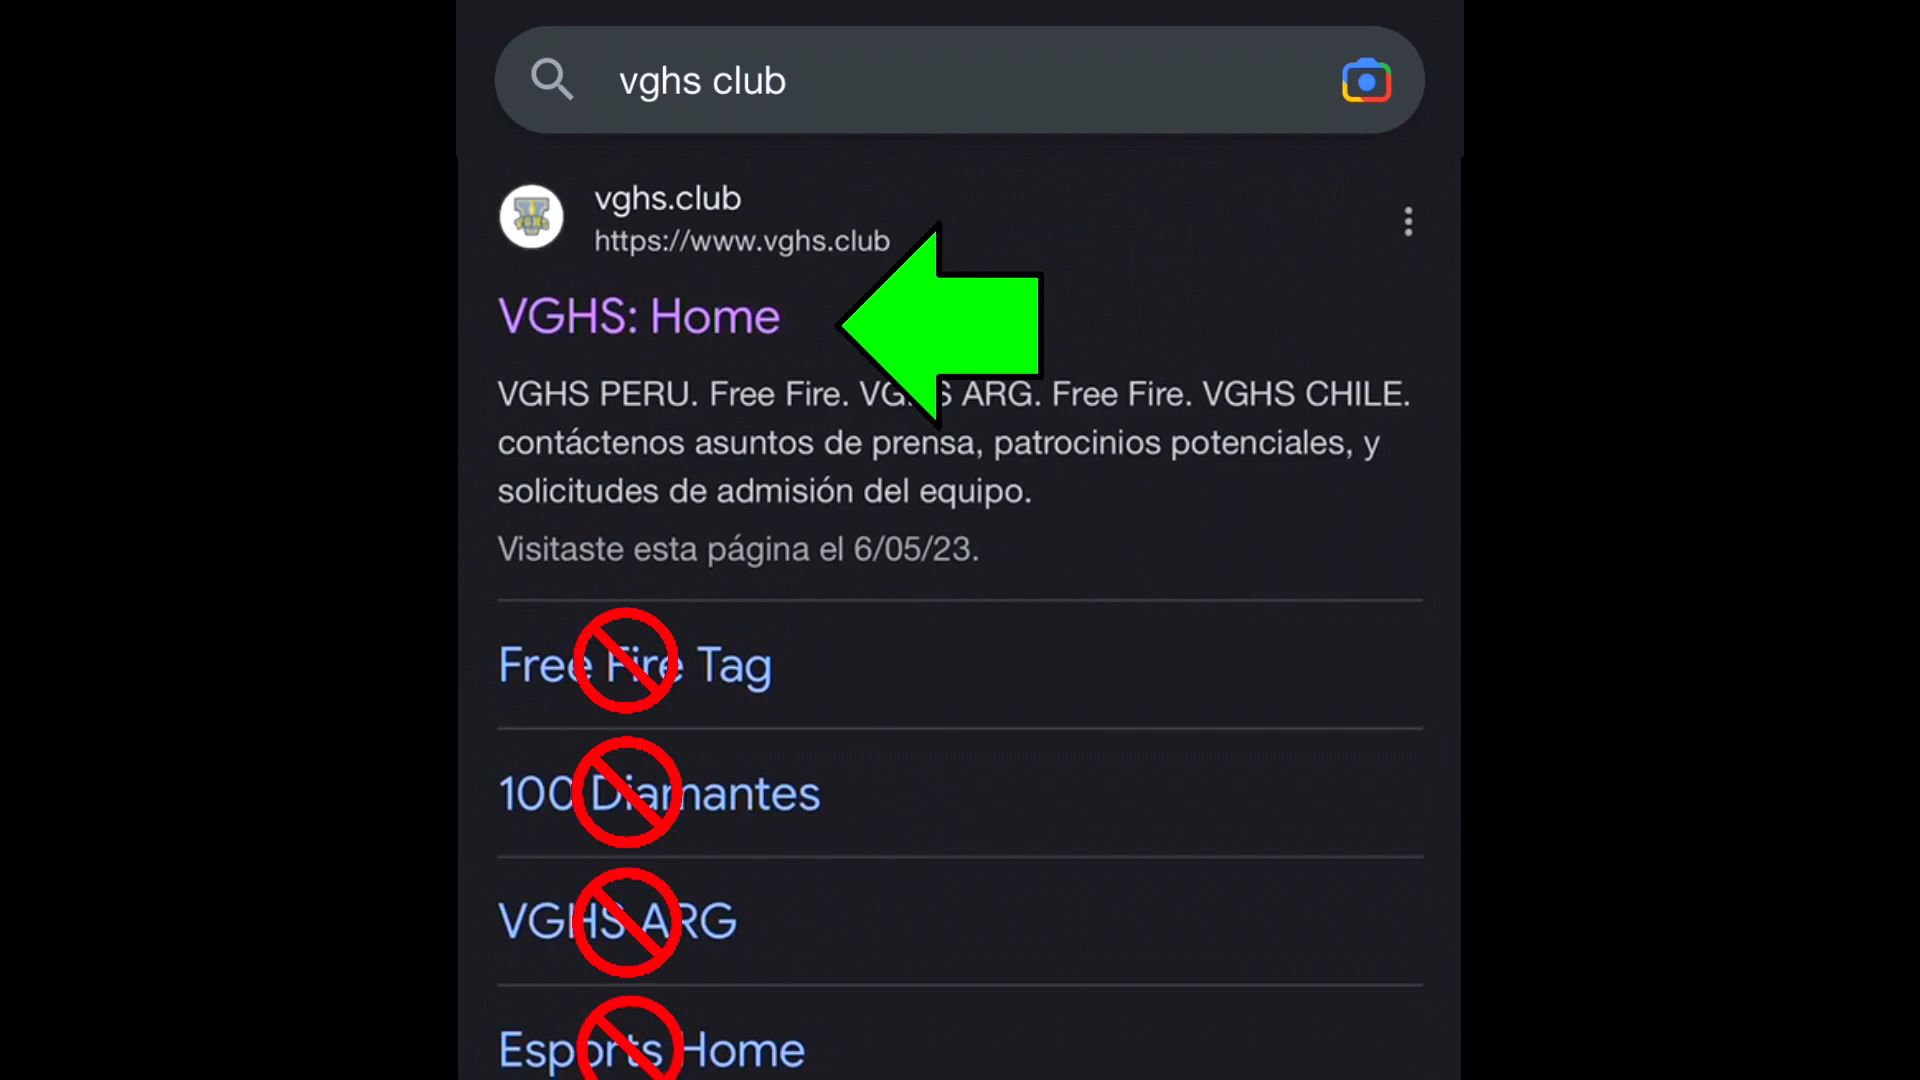 vghs club
vghs.club
VGHS
https://www.vghs.club
VGHS: Home
VGHS PERU. Free Fire. VGHS ARG. Free Fire. VGHS CHILE.
contáctenos asuntos de prensa, patrocinios potenciales, y
solicitudes de admisión del equipo.
Visitaste esta página el 6/05/23.
Free Fire Tag
100 Diamantes
VGHS ARG
Esports Home